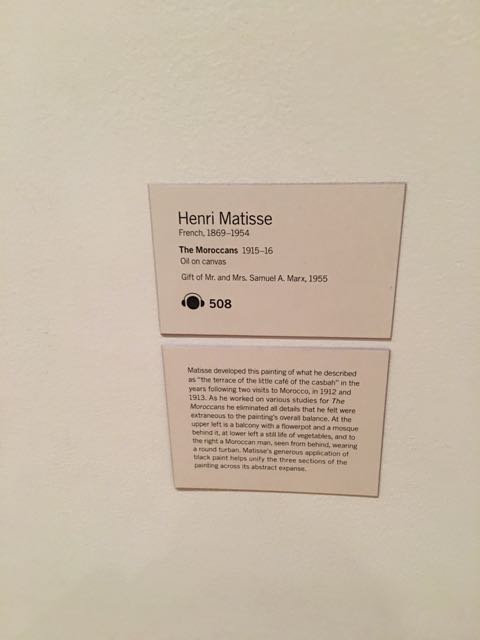 Henri Matisse
French, 1869–1954
The Moroccans 1915–16
Oil on canvas
Gift of Mr. and Mrs. Samuel A. Marx, 1955
508
Matisse developed this painting of what he described
as "the terrace of the little café of the casbah" in the
years following two visits to Morocco, in 1912 and
1913. As he worked on various studies for The
Moroccans he eliminated all details that he felt were
extraneous to the painting's overall balance. At the
upper left is a balcony with a flowerpot and a mosque
behind it, at lower left a still life of vegetables, and to
the right a Moroccan man, seen from behind, wearing
a round turban. Matisse's generous application of
black paint helps unify the three sections of the
painting across its abstract expanse.